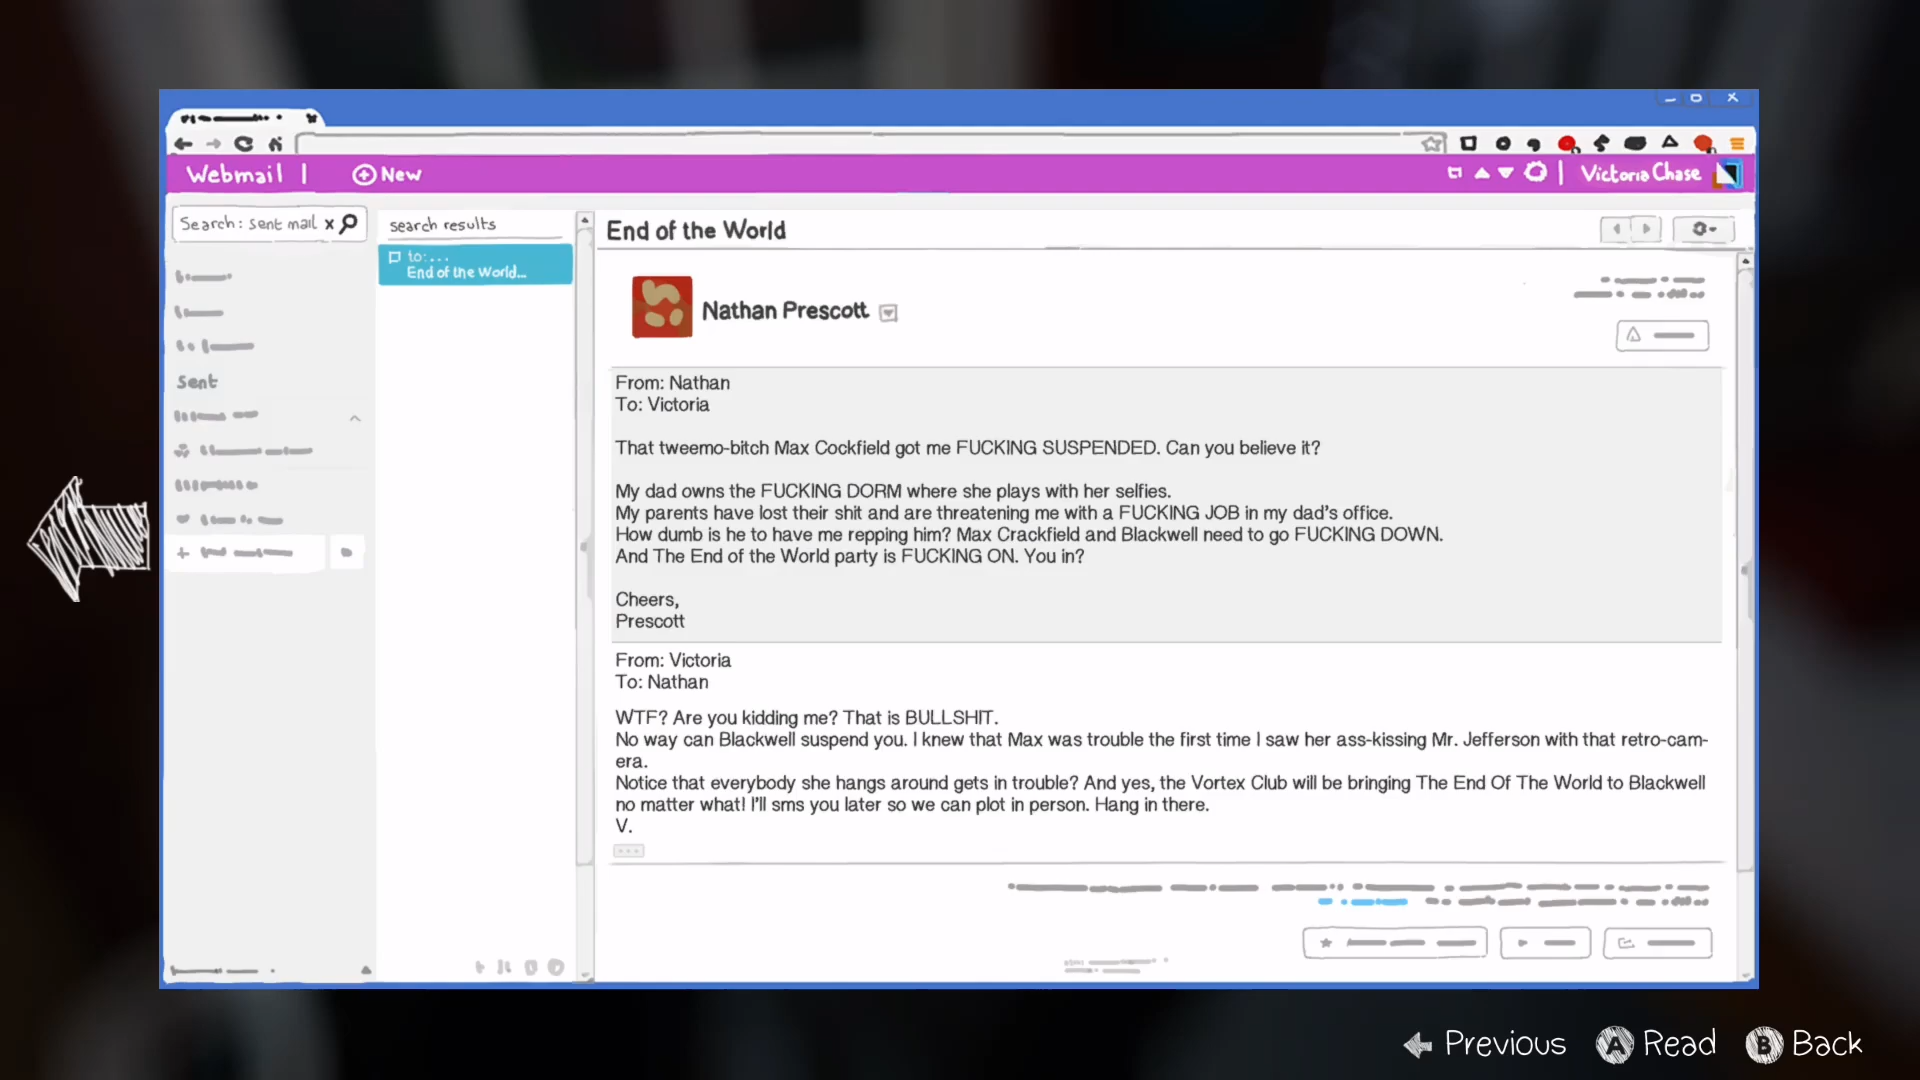 Webmail | New
Victoria Chase
Search: sent mail x
search results
End of the World
to:...
End of the World...
Nathan Prescott
Sent
From: Nathan
To: Victoria
That tweemo-bitch Max Cockfield got me FUCKING SUSPENDED. Can you believe it?
My dad owns the FUCKING DORM where she plays with her selfies.
My parents have lost their shit and are threatening me with a FUCKING JOB in my dad's office.
How dumb is he to have me repping him? Max Crackfield and Blackwell need to go FUCKING DOWN.
And The End of the World party is FUCKING ON. You in?
Cheers,
Prescott
From: Victoria
To: Nathan
WTF? Are you kidding me? That is BULLSHIT.
No way can Blackwell suspend you. I knew that Max was trouble the first time I saw her ass-kissing Mr. Jefferson with that retro-cam-
era.
Notice that everybody she hangs around gets in trouble? And yes, the Vortex Club will be bringing The End Of The World to Blackwell
no matter what! I'll sms you later so we can plot in person. Hang in there.
V.
Previous A Read B Back